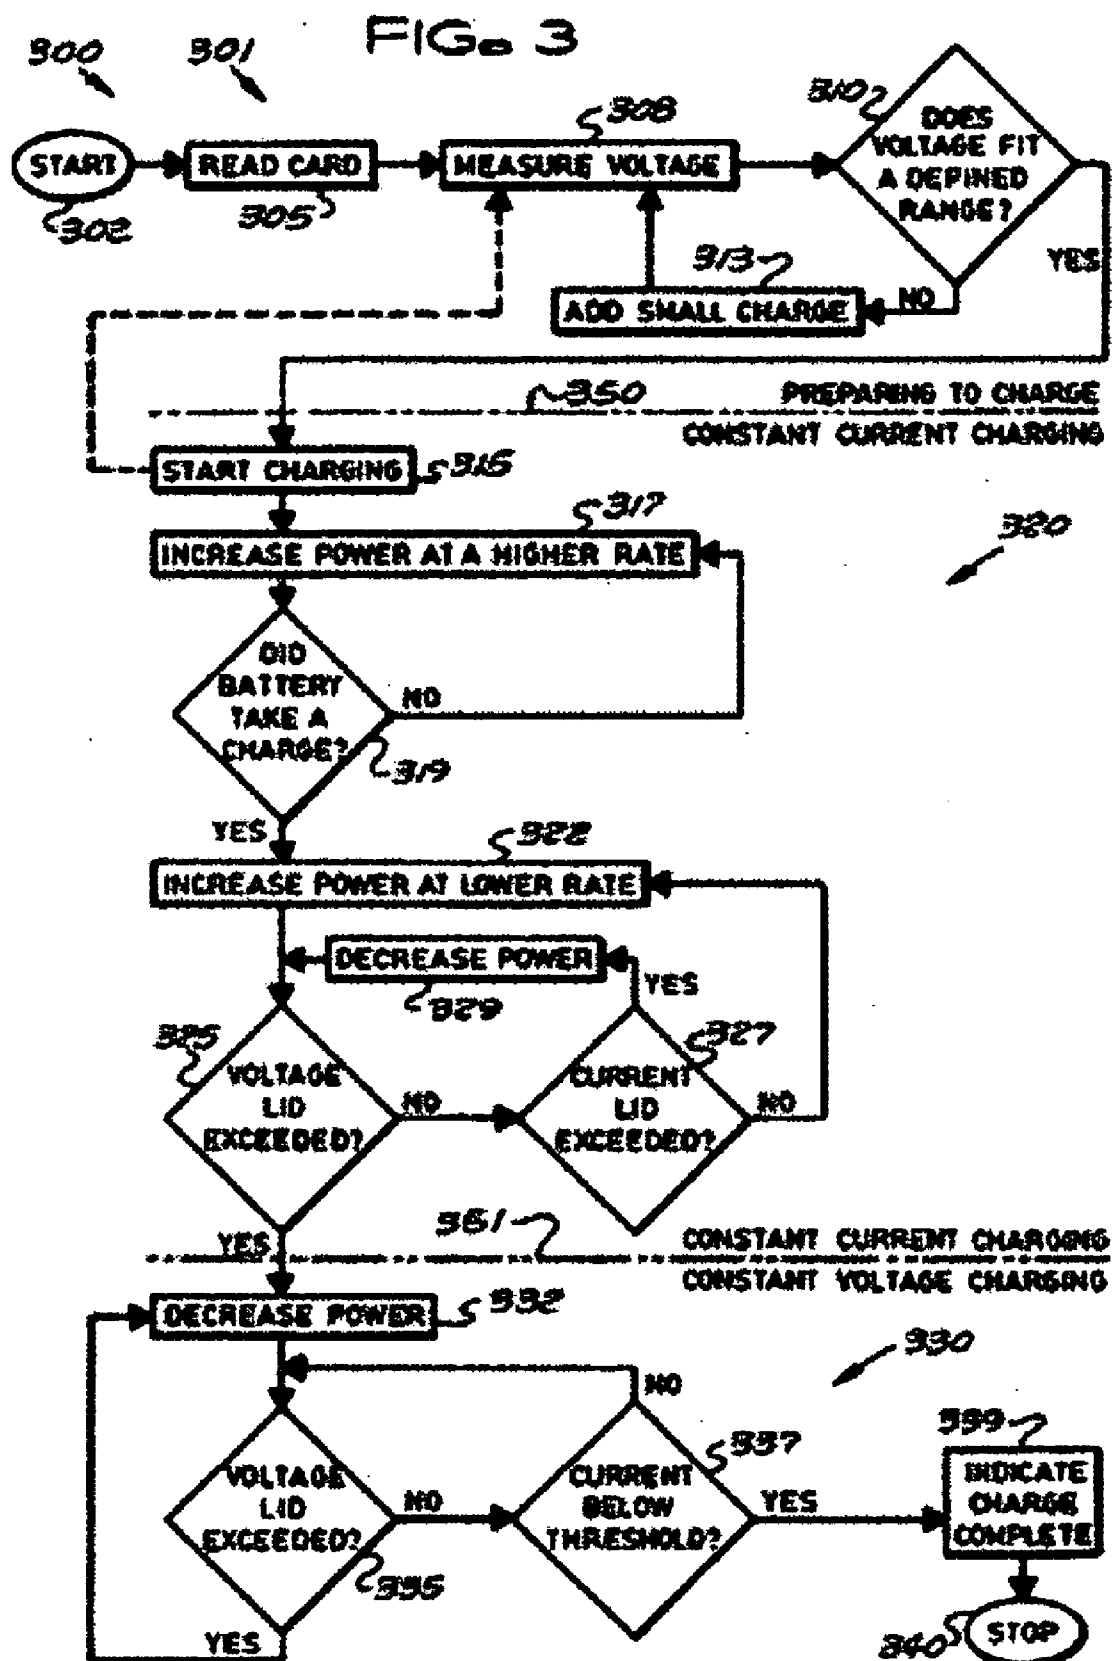 FIG. 3
300
301
308
310
START
READ CARD
MEASURE VOLTAGE
DOES
VOLTAGE FIT
A DEFINED
RANGE?
302
305
313
YES
ADD SMALL CHARGE
NO
350
PREPARING TO CHARGE
CONSTANT CURRENT CHARGING
START CHARGING
315
317
320
INCREASE POWER AT A HIGHER RATE
DID
BATTERY
TAKE A
CHARGE?
NO
319
YES
322
INCREASE POWER AT LOWER RATE
DECREASE POWER
YES
329
325
327
VOLTAGE
LID
EXCEEDED?
NO
CURRENT
LID
EXCEEDED?
NO
351
YES
CONSTANT CURRENT CHARGING
CONSTANT VOLTAGE CHARGING
DECREASE POWER
332
330
NO
339
337
VOLTAGE
LID
EXCEEDED?
NO
CURRENT
BELOW
THRESHOLD?
YES
INDICATE
CHARGE
COMPLETE
335
YES
340
STOP